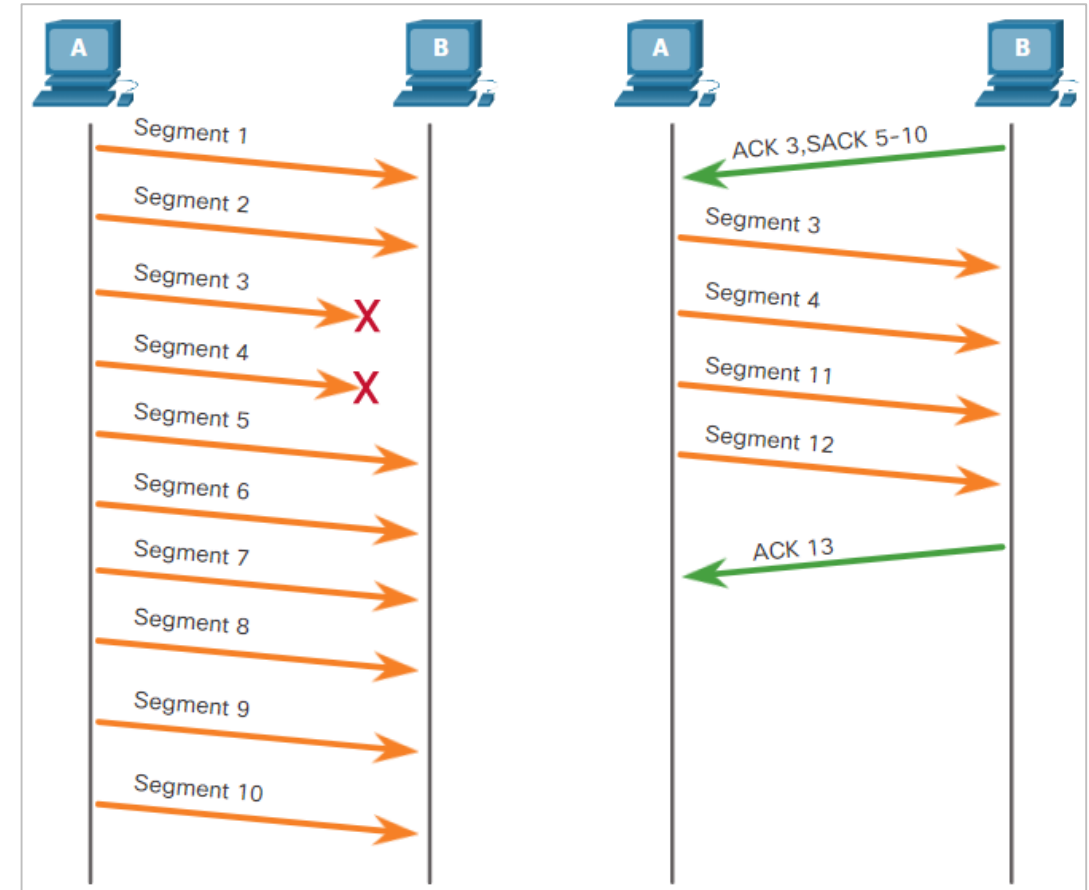 A
B
Segment 1
Segment 2
Segment 3
X
Segment 4
X
Segment 5
Segment 6
Segment 7
Segment 8
Segment 9
Segment 10
A
B
ACK 3,SACK 5-10
Segment 3
Segment 4
Segment 11
Segment 12
ACK 13